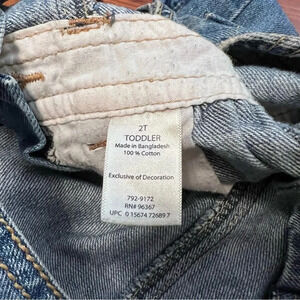 2T
TODDLER
Made in Bangladesh
100 % Cotton
Exclusive of Decoration
792-9172
RN# 96367
UPC 0 15674 72689 7